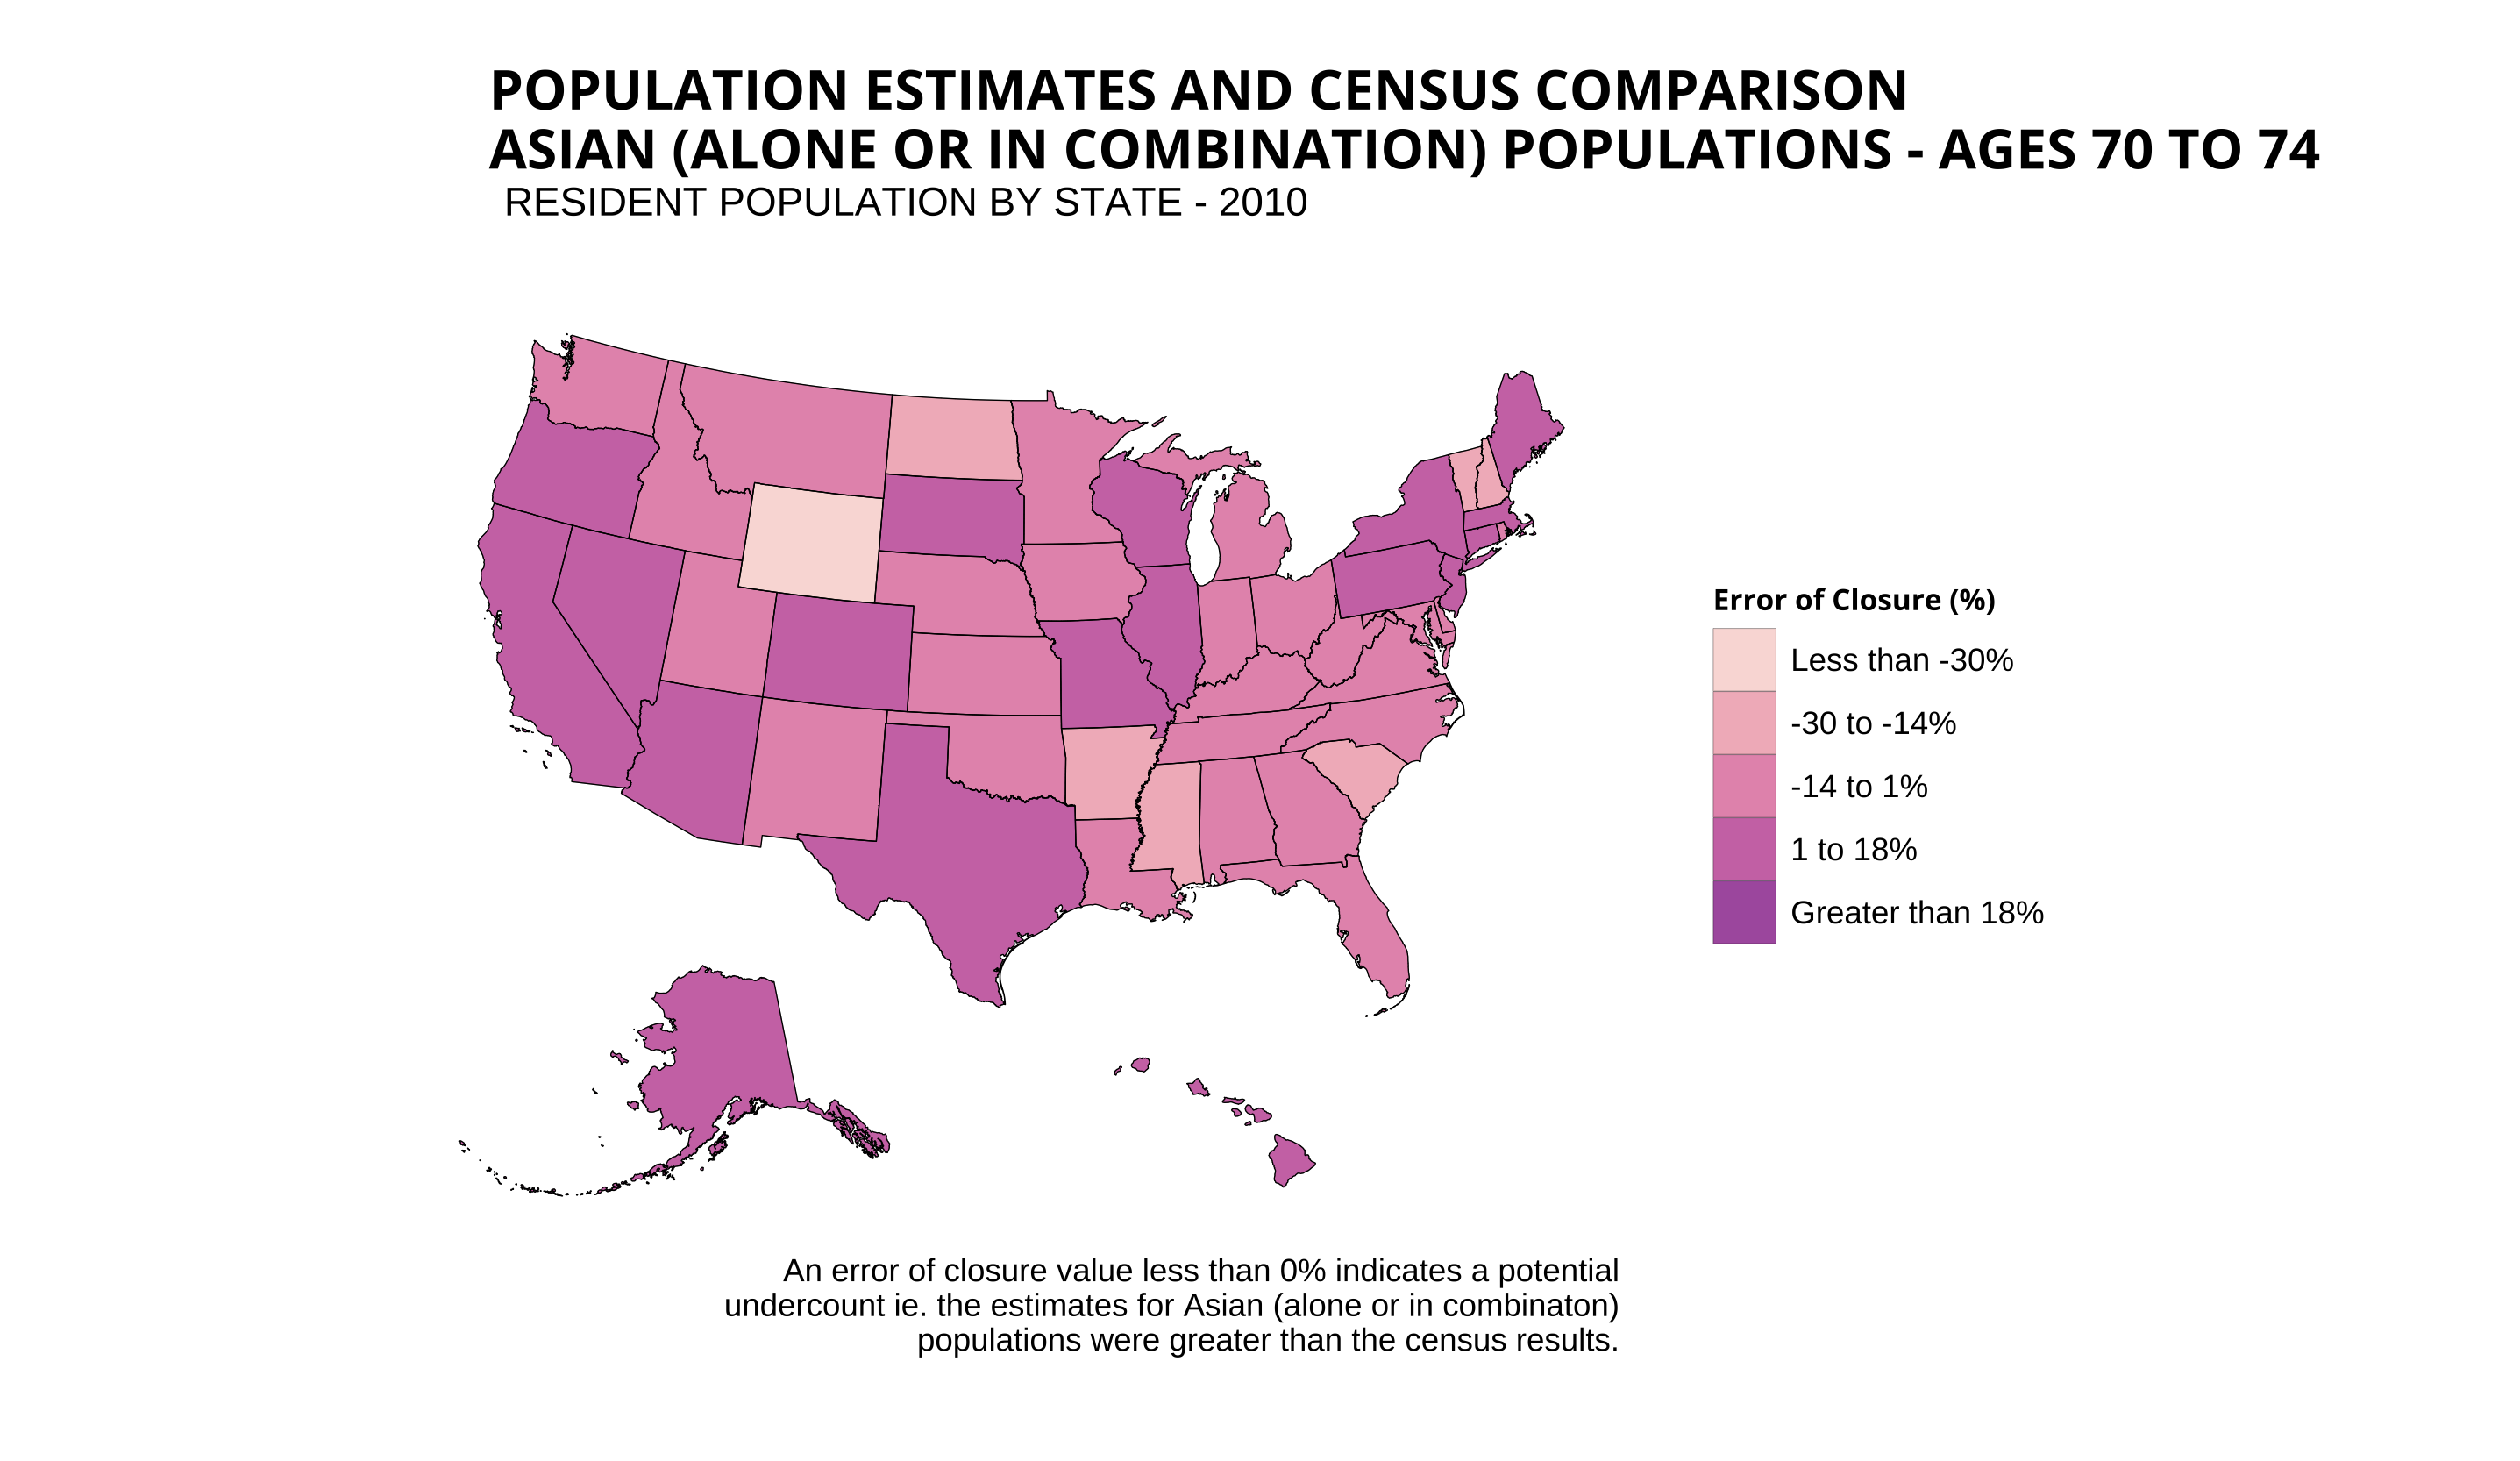 POPULATION ESTIMATES AND CENSUS COMPARISON
ASIAN (ALONE OR IN COMBINATION) POPULATIONS - AGES 70 TO 74
RESIDENT POPULATION BY STATE - 2010
Error of Closure (%)
Less than -30%
-30 to -14%
-14 to 1%
1 to 18%
Greater than 18%
An error of closure value less than 0% indicates a potential
undercount ie. the estimates for Asian (alone or in combinaton)
populations were greater than the census results.